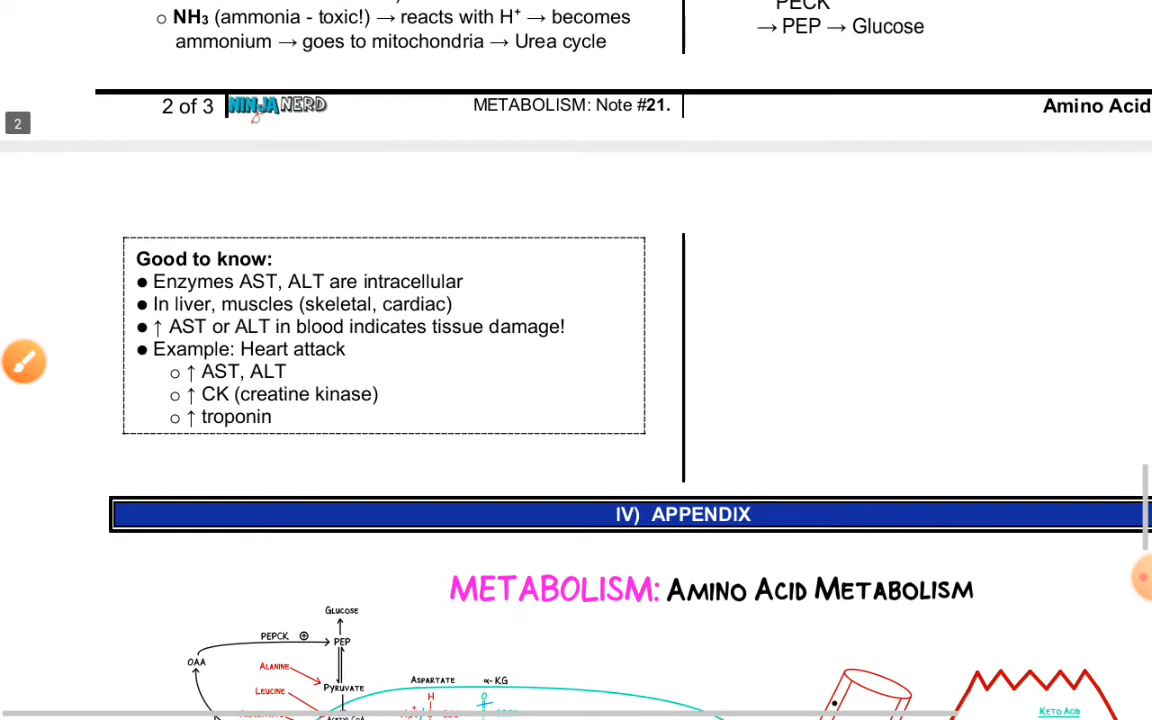 ○ NH₃ (ammonia - toxic!) → reacts with H⁺ → becomes
ammonium → goes to mitochondria → Urea cycle
PECK
→ PEP → Glucose
2 of 3 NINJA NERD METABOLISM: Note #21. Amino Acid
2
Good to know:
● Enzymes AST, ALT are intracellular
● In liver, muscles (skeletal, cardiac)
● ↑ AST or ALT in blood indicates tissue damage!
● Example: Heart attack
○ ↑ AST, ALT
○ ↑ CK (creatine kinase)
○ ↑ troponin
IV) APPENDIX
METABOLISM: AMINO ACID METABOLISM
GLUCOSE
PEPCK ⊕
PEP
OAA
ALANINE
PYRUVATE
LEUCINE
ASPARTATE
α-KG
H
KETO ACID
ACETYL COA